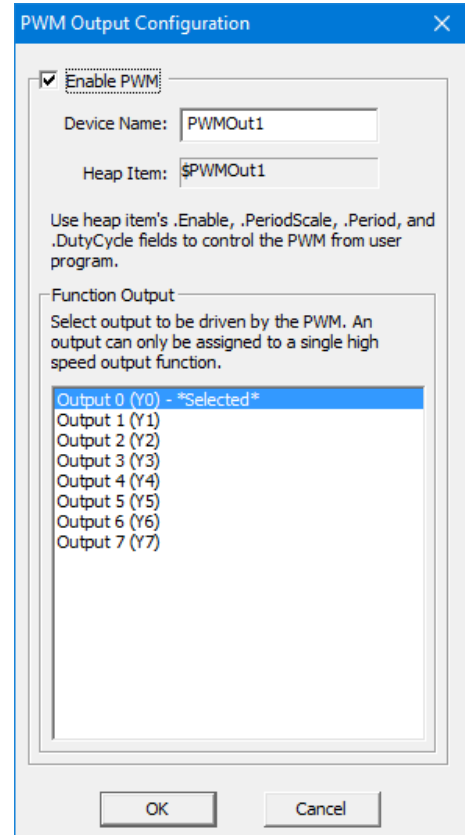 PWM Output Configuration
Enable PWM
Device Name: PWMOut1
Heap Item: $PWMOut1
Use heap item's .Enable, .PeriodScale, .Period, and
.DutyCycle fields to control the PWM from user
program.
Function Output
Select output to be driven by the PWM. An
output can only be assigned to a single high
speed output function.
Output 0 (Y0) - *Selected*
Output 1 (Y1)
Output 2 (Y2)
Output 3 (Y3)
Output 4 (Y4)
Output 5 (Y5)
Output 6 (Y6)
Output 7 (Y7)
OK Cancel